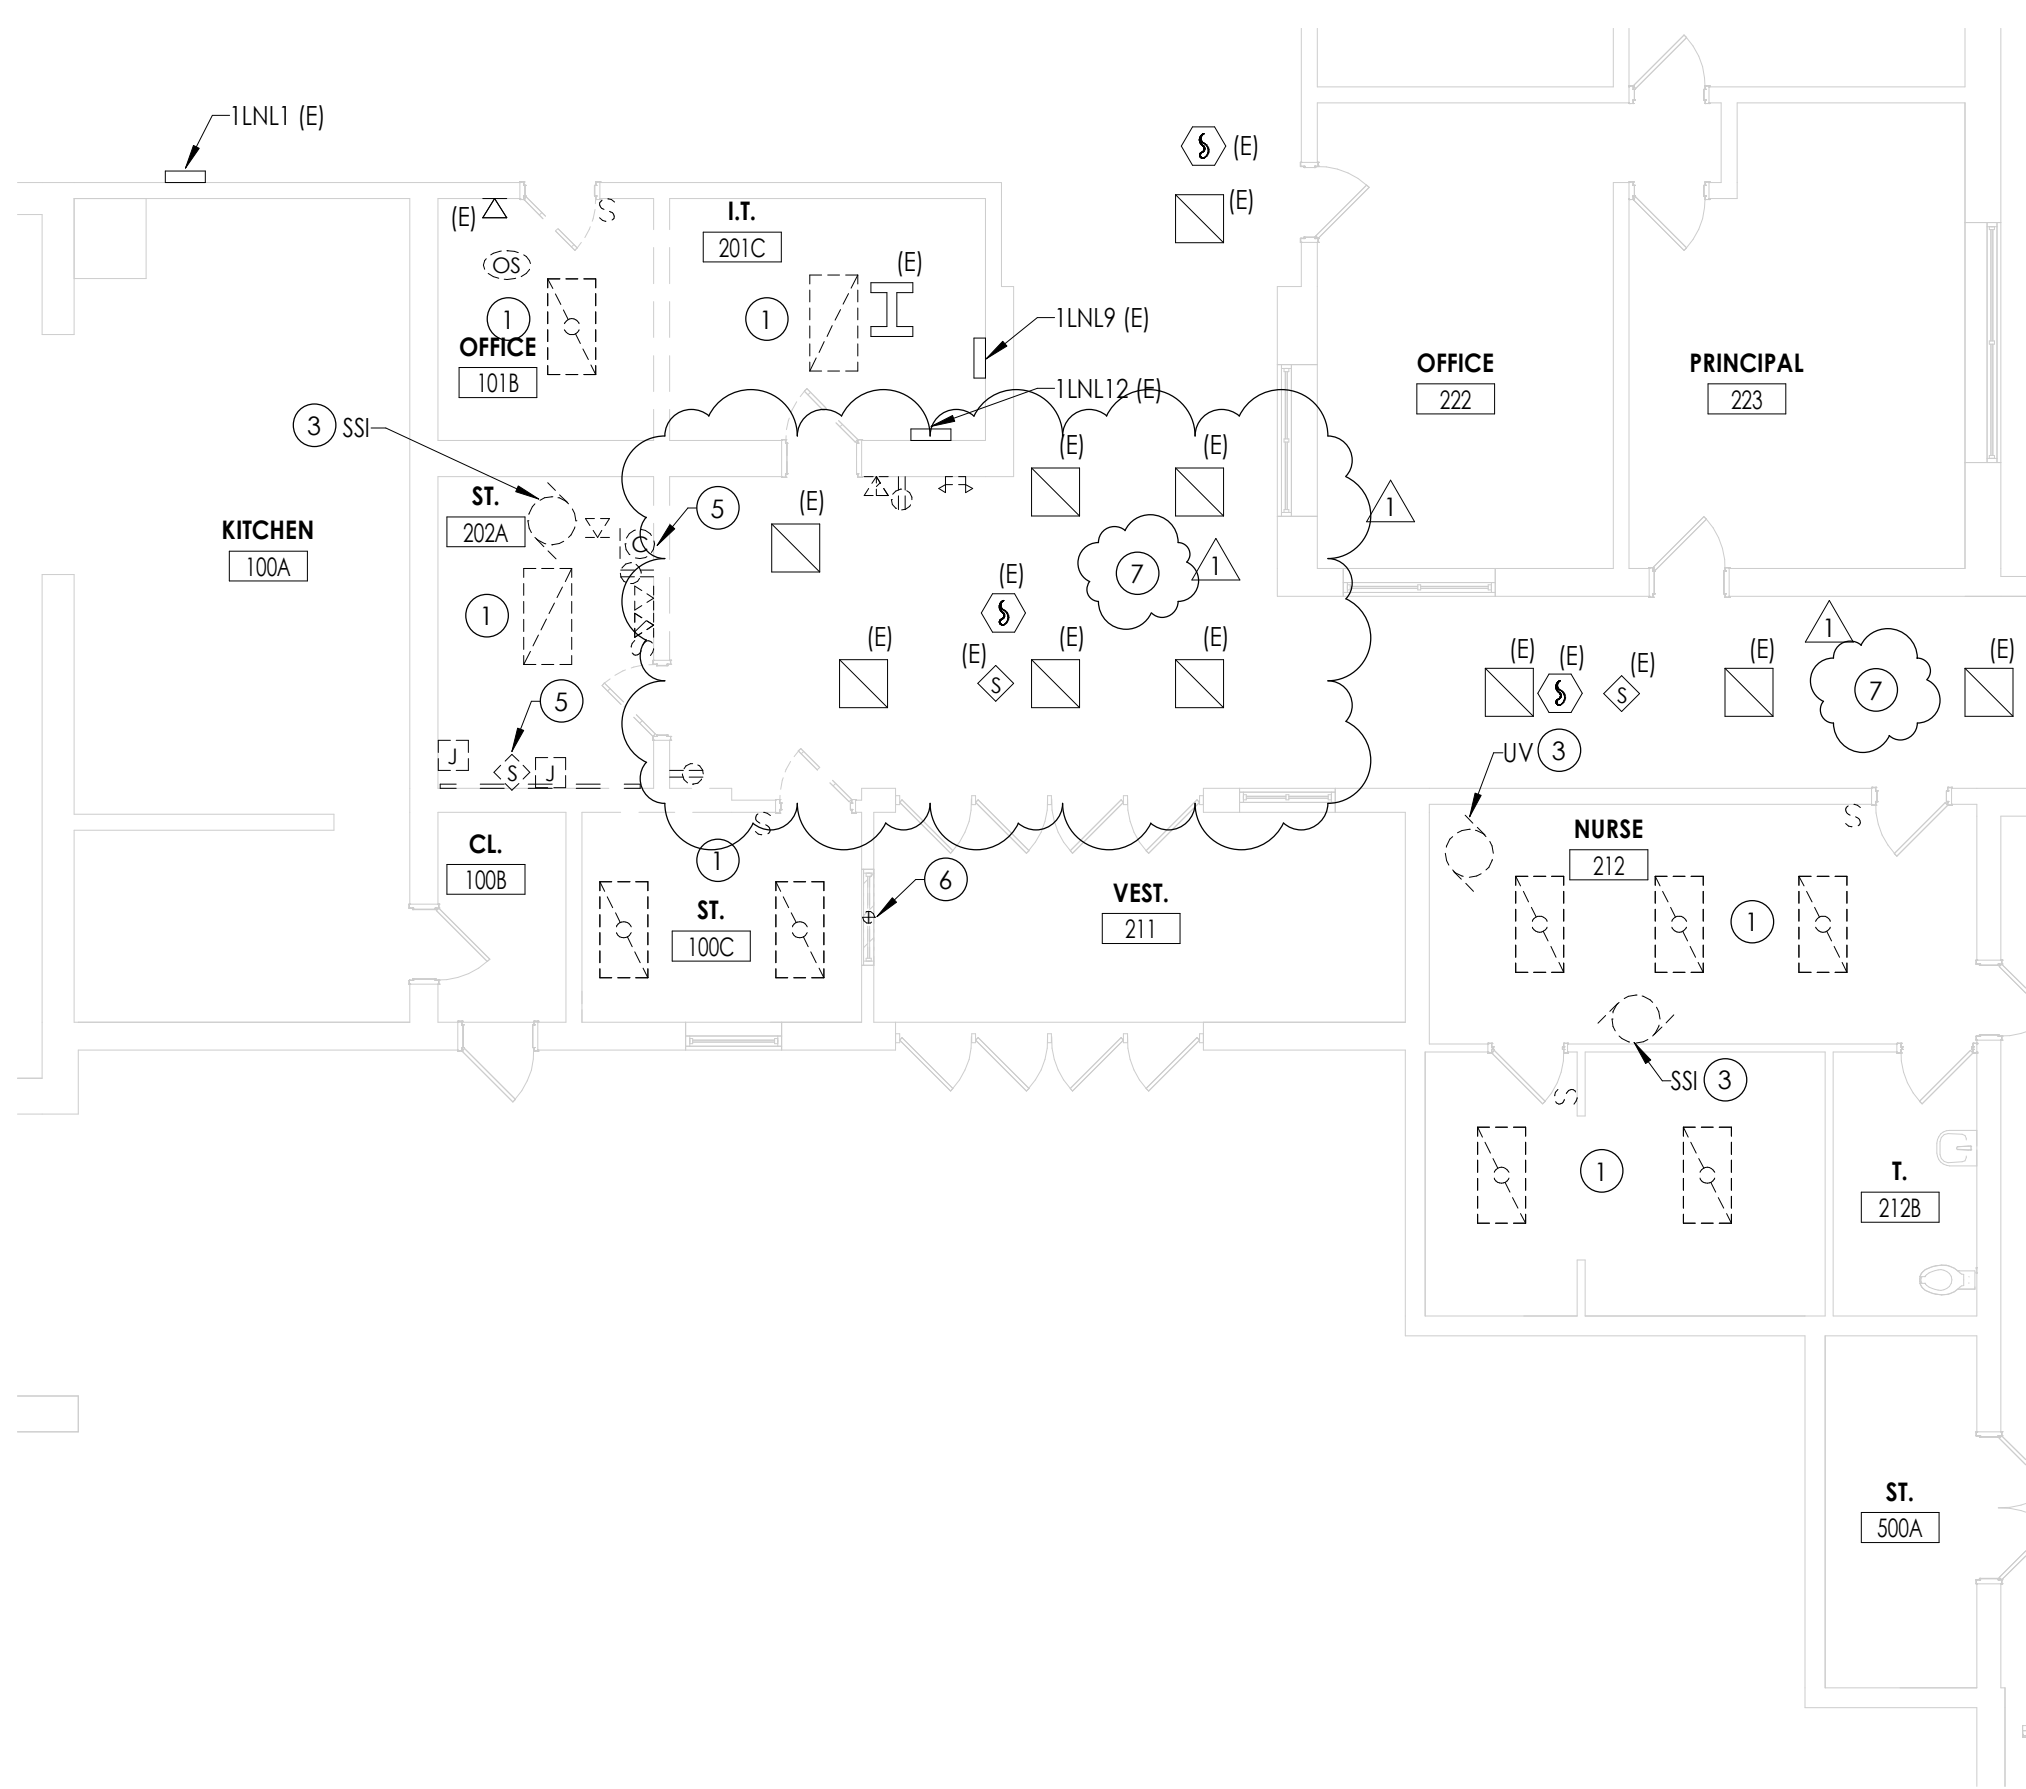 1LNL1 (E)
(E)
(E)
(E)
S
I.T.
201C
OS
(E)
1
1
1LNL9 (E)
OFFICE
101B
OFFICE
222
PRINCIPAL
223
1LNL12 (E)
3 SSI
(E)
(E)
ST.
202A
5
(E)
1
KITCHEN
100A
C
7
1
(E)
1
S
(E)
(E)
(E)
(E)
S
1
7
(E)
(E)
(E)
S
(E)
(E)
5
J
S
J
UV 3
S
1
S
NURSE
212
CL.
100B
6
VEST.
211
ST.
100C
1
SSI 3
S
1
T.
212B
ST.
500A